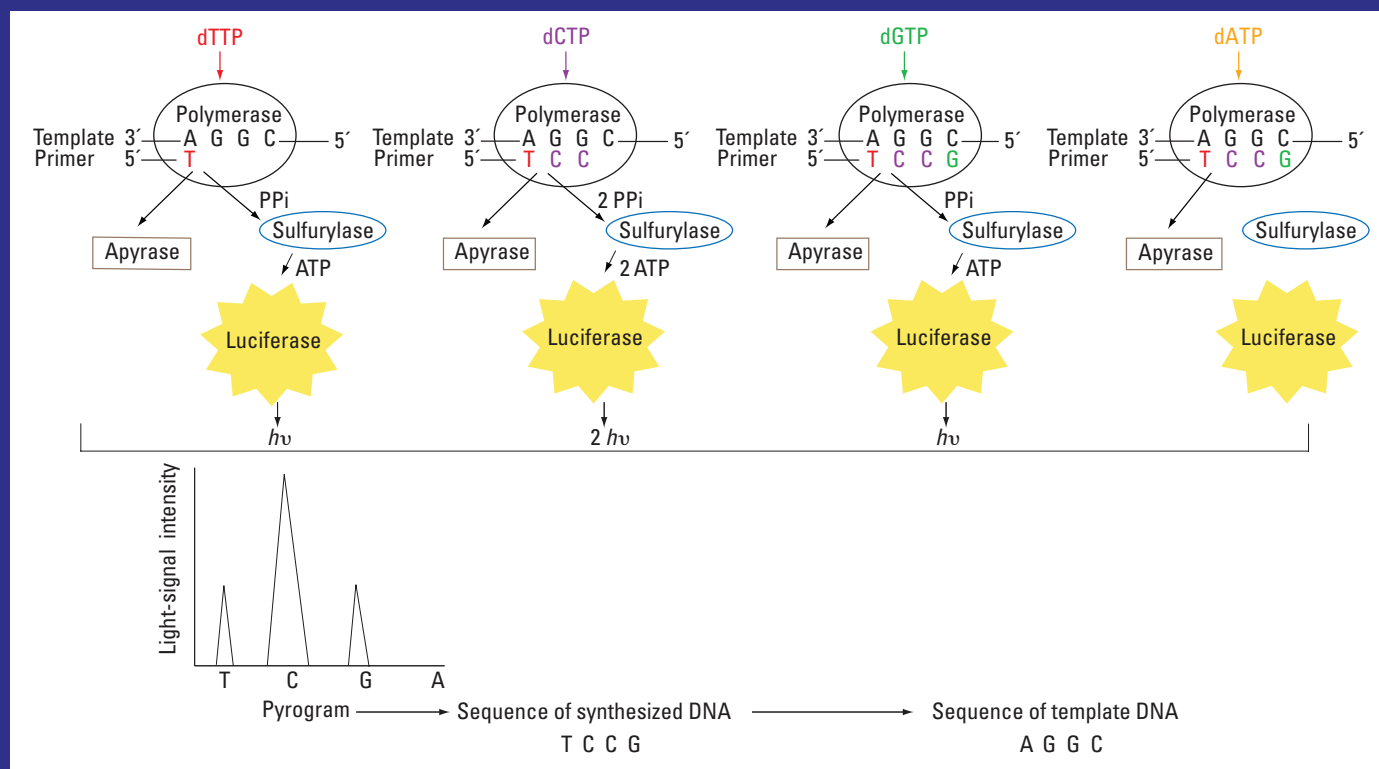 dTTP
Polymerase
Template 3´ A G G C 5´
Primer 5´ T
PPi
Apyrase
Sulfurylase
ATP
Luciferase
hυ
dCTP
Polymerase
Template 3´ A G G C 5´
Primer 5´ T C C
2 PPi
Apyrase
Sulfurylase
2 ATP
Luciferase
2 hυ
dGTP
Polymerase
Template 3´ A G G C 5´
Primer 5´ T C C G
PPi
Apyrase
Sulfurylase
ATP
Luciferase
hυ
dATP
Polymerase
Template 3´ A G G C 5´
Primer 5´ T C C G
Apyrase
Sulfurylase
Luciferase
Light-signal intensity
T C G A
Pyrogram
Sequence of synthesized DNA
T C C G
Sequence of template DNA
A G G C